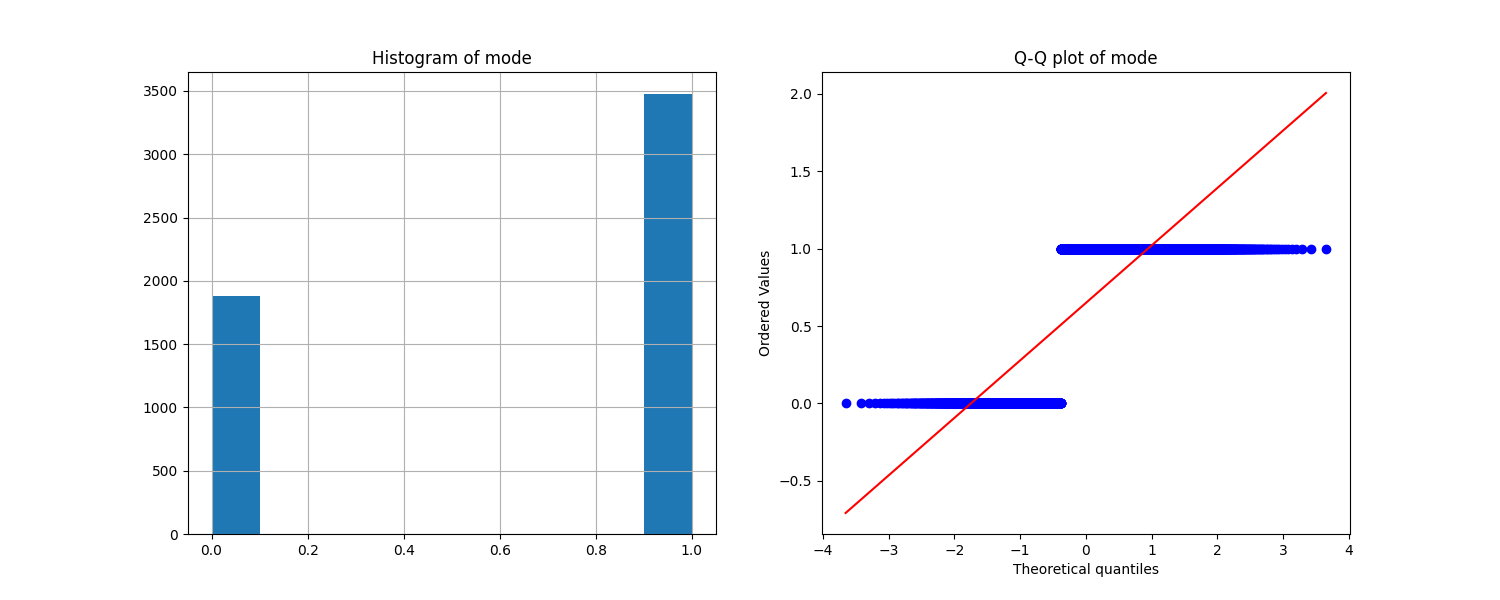 Histogram of mode
3500
3000
2500
2000
1500
1000
500
0
0.0 0.2 0.4 0.6 0.8 1.0
Q-Q plot of mode
Ordered Values
2.0
1.5
1.0
0.5
0.0
−0.5
−4 −3 −2 −1 0 1 2 3 4
Theoretical quantiles